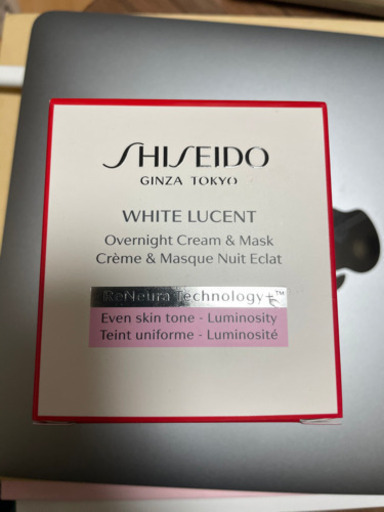 SHISEIDO
GINZA TOKYO
WHITE LUCENT
Overnight Cream & Mask
Crème & Masque Nuit Eclat
ReNeura Technology+™
Even skin tone - Luminosity
Teint uniforme - Luminosité